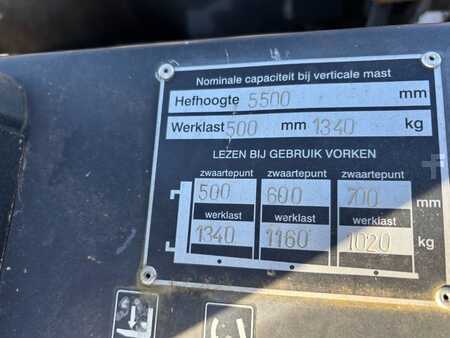 Nominale capaciteit bij verticale mast
Hefhoogte 5500 mm
Werklast 500 mm 1340 kg
LEZEN BIJ GEBRUIK VORKEN
zwaartepunt zwaartepunt zwaartepunt
500 600 700 mm
werklast werklast werklast
1340 1160 1020 kg